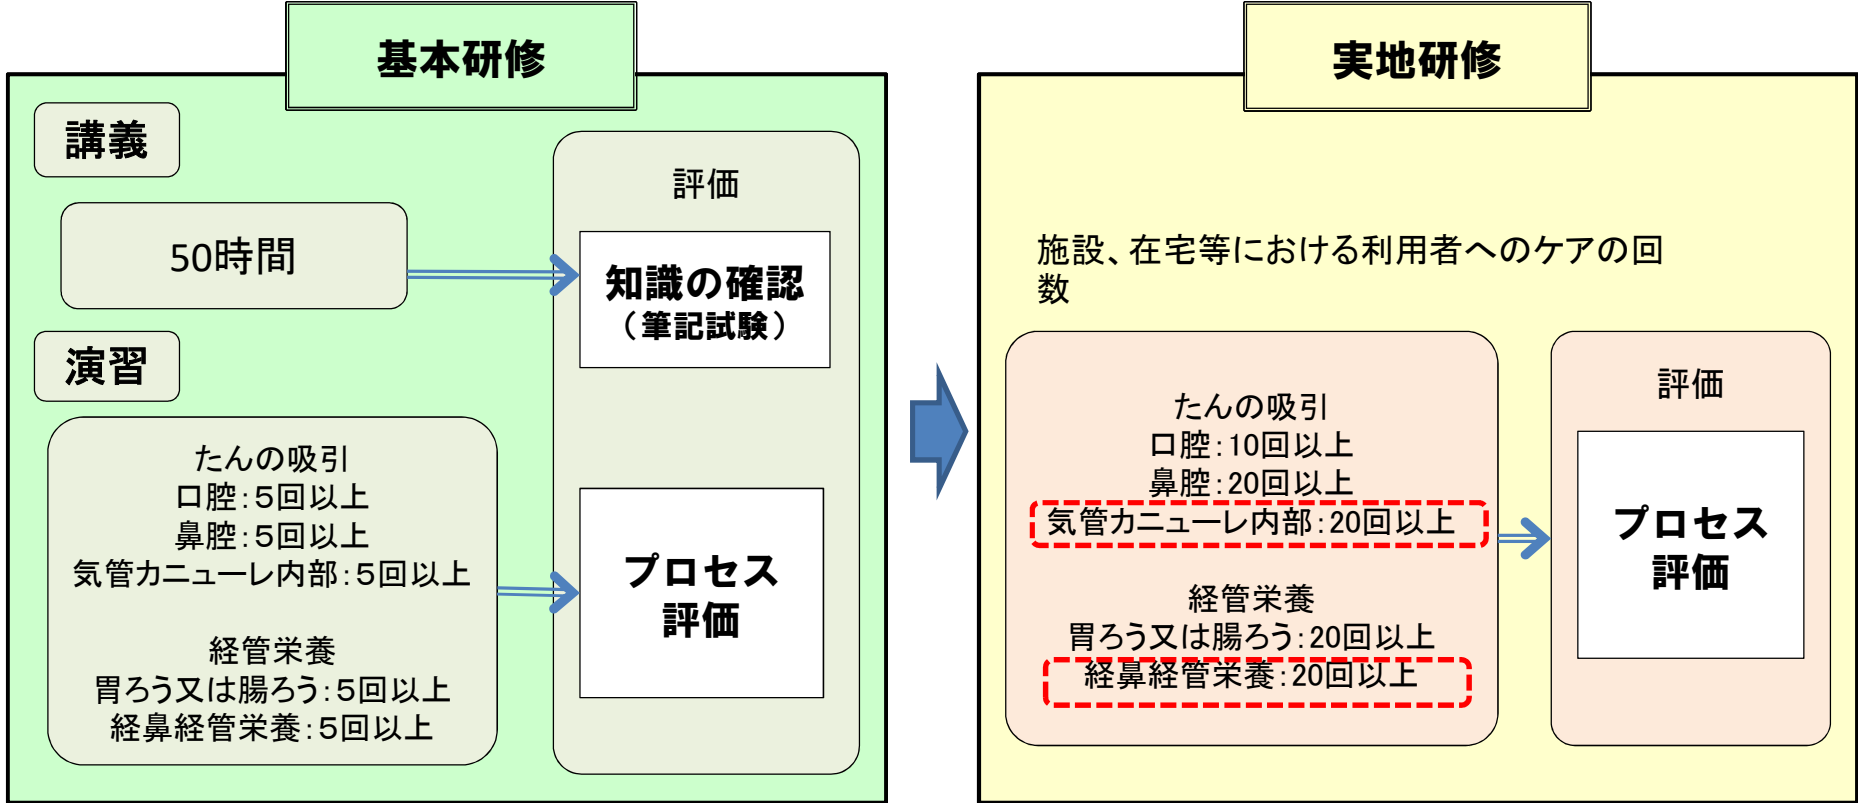 基本研修
講義
50時間
演習
たんの吸引
口腔：５回以上
鼻腔：５回以上
気管カニューレ内部：５回以上
経管栄養
胃ろう又は腸ろう：５回以上
経鼻経管栄養：５回以上
評価
知識の確認
（筆記試験）
プロセス
評価
実地研修
施設、在宅等における利用者へのケアの回
数
たんの吸引
口腔：10回以上
鼻腔：20回以上
気管カニューレ内部：20回以上
経管栄養
胃ろう又は腸ろう：20回以上
経鼻経管栄養：20回以上
評価
プロセス
評価